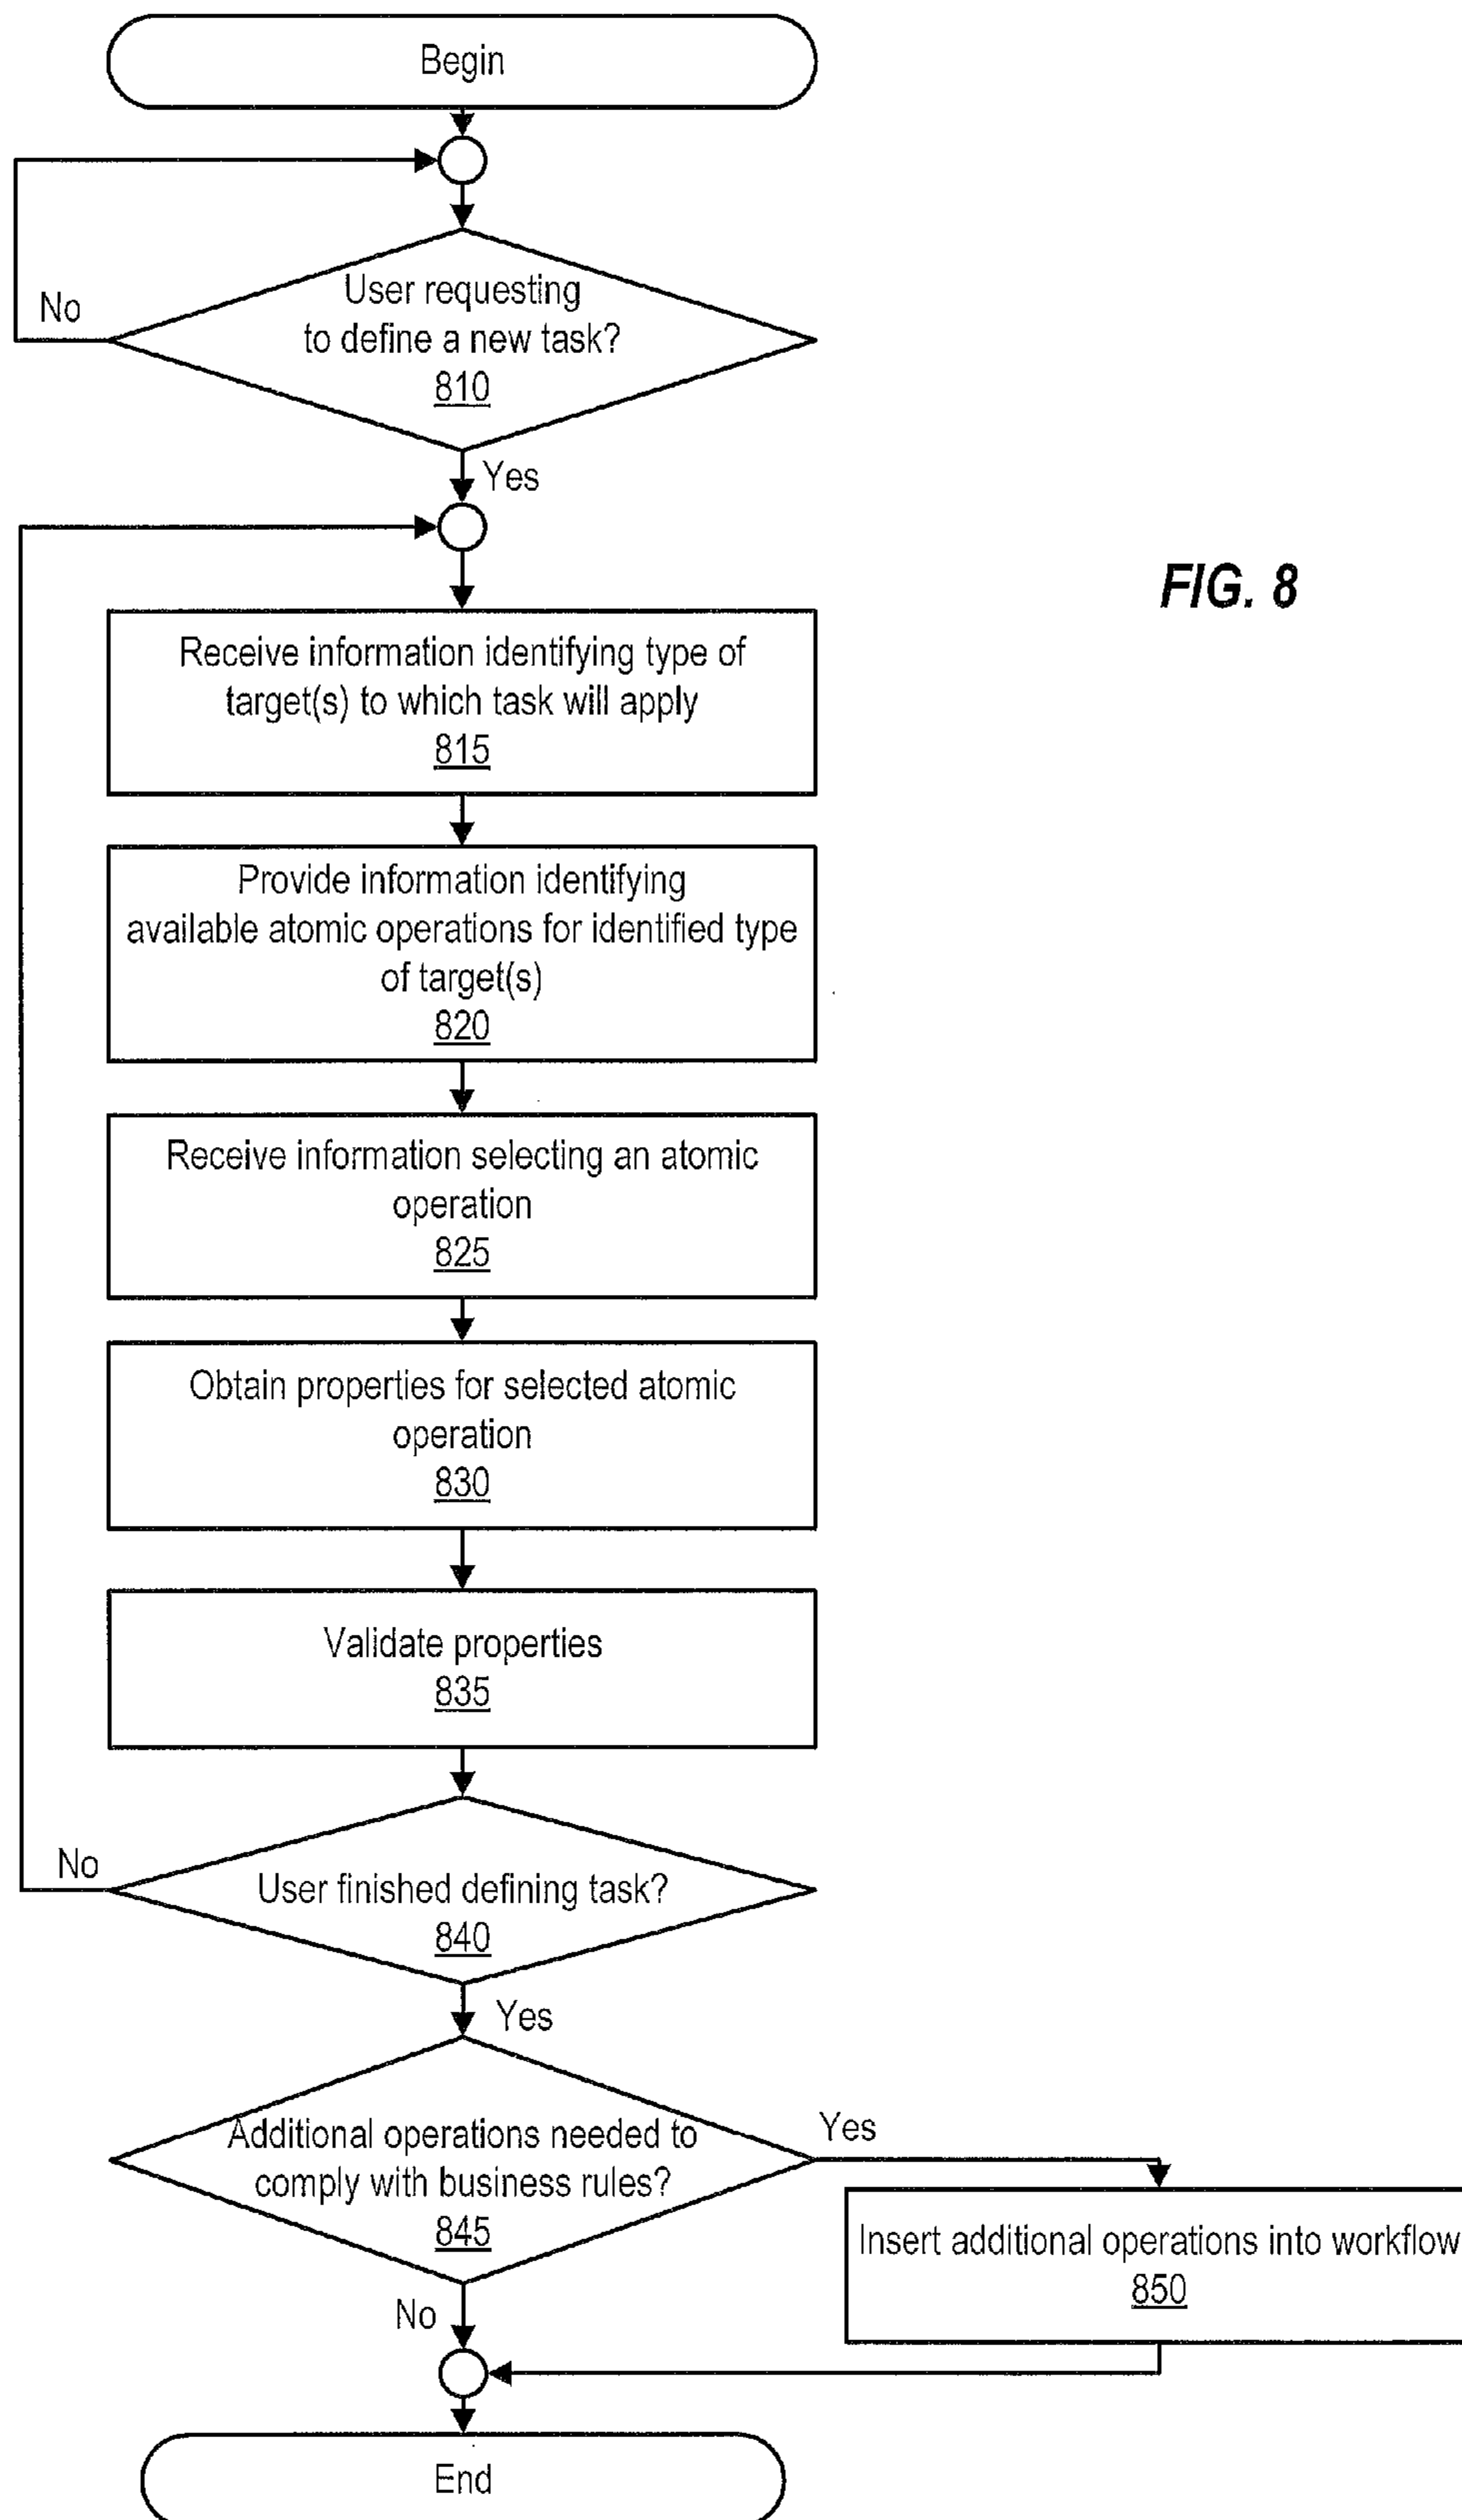 Begin
No
User requesting
to define a new task?
810
Yes
FIG. 8
Receive information identifying type of
target(s) to which task will apply
815
Provide information identifying
available atomic operations for identified type
of target(s)
820
Receive information selecting an atomic
operation
825
Obtain properties for selected atomic
operation
830
Validate properties
835
No
User finished defining task?
840
Yes
Additional operations needed to
comply with business rules?
845
Yes
Insert additional operations into workflow
850
No
End